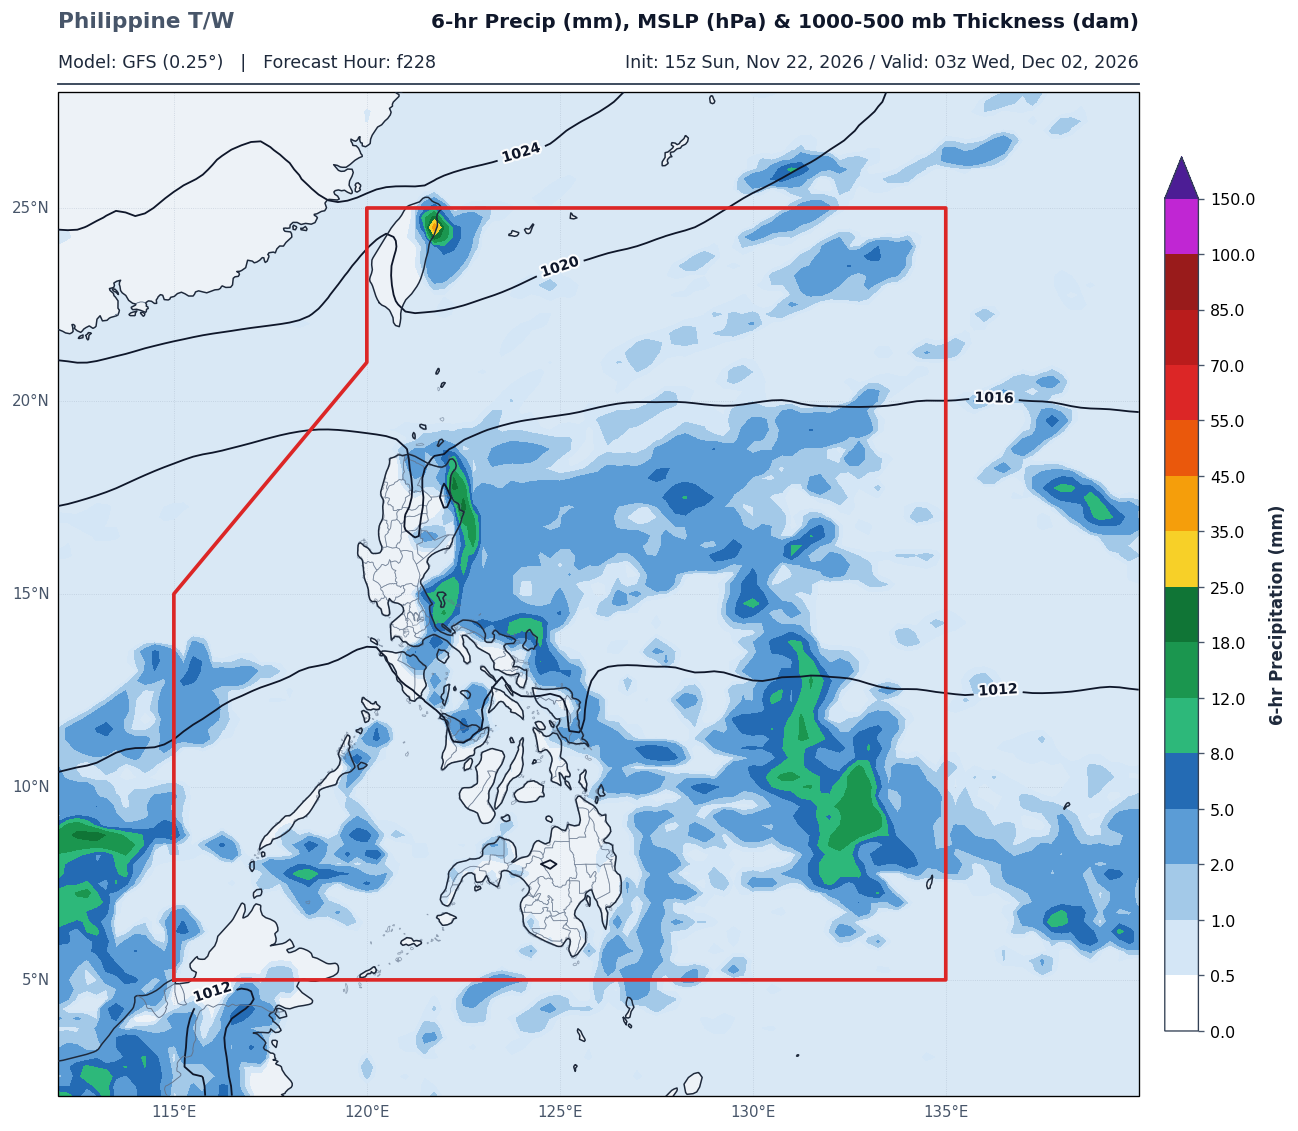 Philippine T/W
6-hr Precip (mm), MSLP (hPa) & 1000-500 mb Thickness (dam)
Model: GFS (0.25°) | Forecast Hour: f228
Init: 15z Sun, Nov 22, 2026 / Valid: 03z Wed, Dec 02, 2026
1024
1020
1016
1012
1012
25°N
20°N
15°N
10°N
5°N
115°E
120°E
125°E
130°E
135°E
150.0
100.0
85.0
70.0
55.0
45.0
35.0
25.0
18.0
12.0
8.0
5.0
2.0
1.0
0.5
0.0
6-hr Precipitation (mm)